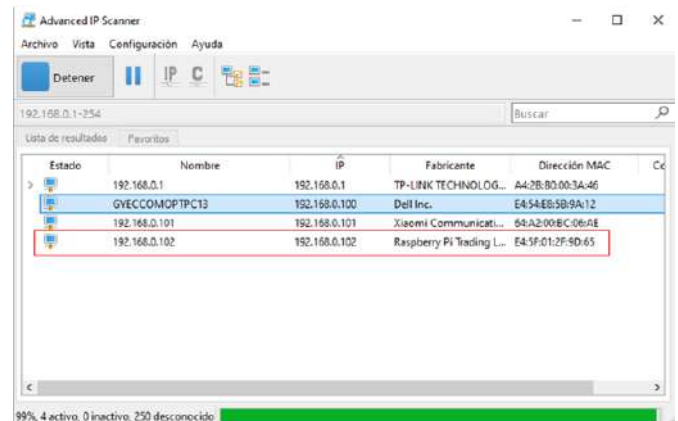 Advanced IP Scanner
Archivo Vista Configuración Ayuda
Detener IP C
192.168.0.1-254 Buscar
Lista de resultados Favoritos
Estado Nombre IP Fabricante Dirección MAC Co
192.168.0.1 192.168.0.1 TP-LINK TECHNOLOG... A4:2B:B0:00:3A:46
GYECCOMOPTPC13 192.168.0.100 Dell Inc. E4:54:E8:5B:9A:12
192.168.0.101 192.168.0.101 Xiaomi Communicati... 64:A2:00:BC:06:AE
192.168.0.102 192.168.0.102 Raspberry Pi Trading L... E4:5F:01:2F:9D:65
99%, 4 activo, 0 inactivo, 250 desconocido